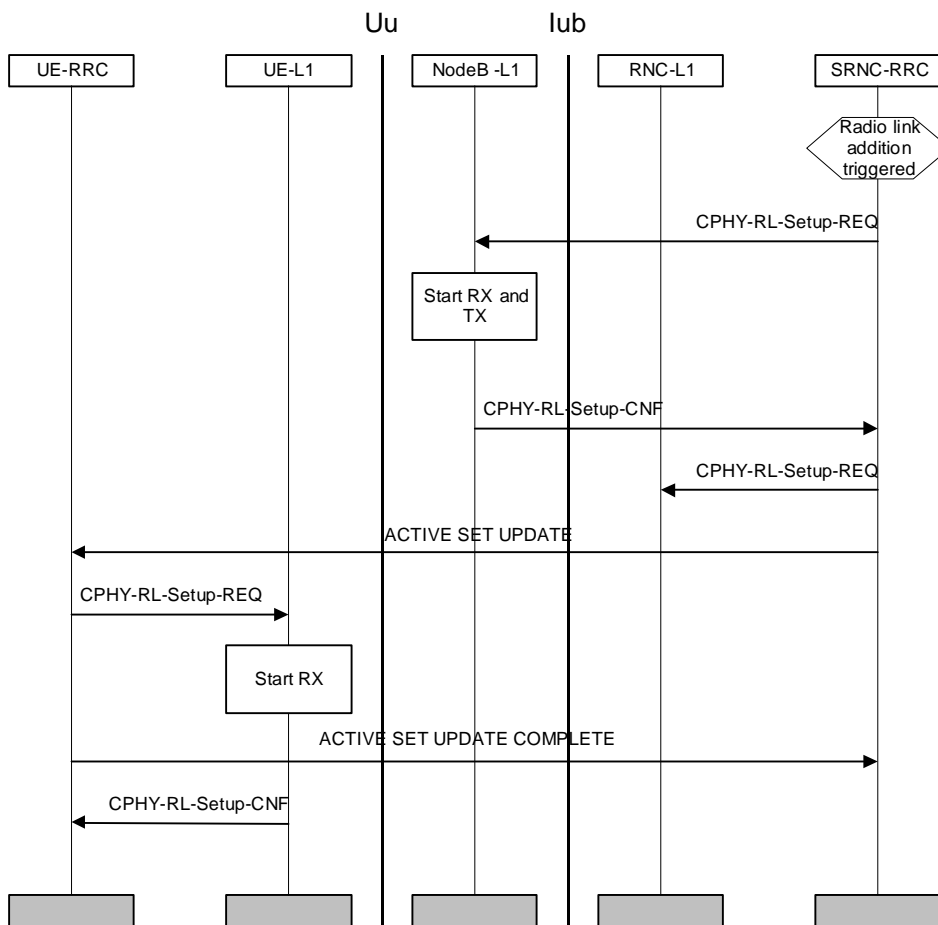 Uu
Iub
UE-RRC
UE-L1
NodeB -L1
RNC-L1
SRNC-RRC
Radio link
addition
triggered
CPHY-RL-Setup-REQ
Start RX and
TX
CPHY-RL-Setup-CNF
CPHY-RL-Setup-REQ
ACTIVE SET UPDATE
CPHY-RL-Setup-REQ
Start RX
ACTIVE SET UPDATE COMPLETE
CPHY-RL-Setup-CNF